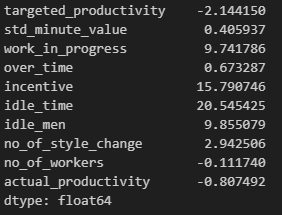 targeted_productivity -2.144150
std_minute_value 0.405937
work_in_progress 9.741786
over_time 0.673287
incentive 15.790746
idle_time 20.545425
idle_men 9.855079
no_of_style_change 2.942506
no_of_workers -0.111740
actual_productivity -0.807492
dtype: float64